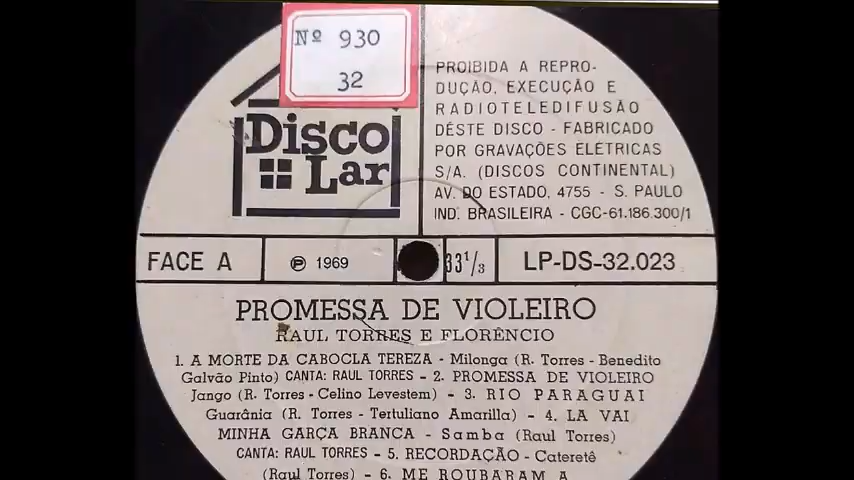 Nº 930
32
Disco
Lar
PROIBIDA A REPRO-
DUÇÃO, EXECUÇÃO E
RADIOTELEDIFUSÃO
DÊSTE DISCO - FABRICADO
POR GRAVAÇÕES ELÉTRICAS
S/A. (DISCOS CONTINENTAL)
AV. DO ESTADO, 4755 - S. PAULO
IND. BRASILEIRA - CGC-61.186.300/1
FACE A
℗ 1969
33 1/3
LP-DS-32.023
PROMESSA DE VIOLEIRO
RAUL TORRES E FLORÊNCIO
1. A MORTE DA CABOCLA TEREZA - Milonga (R. Torres - Benedito
Galvão Pinto) CANTA: RAUL TORRES - 2. PROMESSA DE VIOLEIRO
Jango (R. Torres - Celino Levestem) - 3. RIO PARAGUAI
Guarânia (R. Torres - Tertuliano Amarilla) - 4. LA VAI
MINHA GARÇA BRANCA - Samba (Raul Torres)
CANTA: RAUL TORRES - 5. RECORDAÇÃO - Cateretê
(Raul Torres) - 6. ME ROUBARAM A